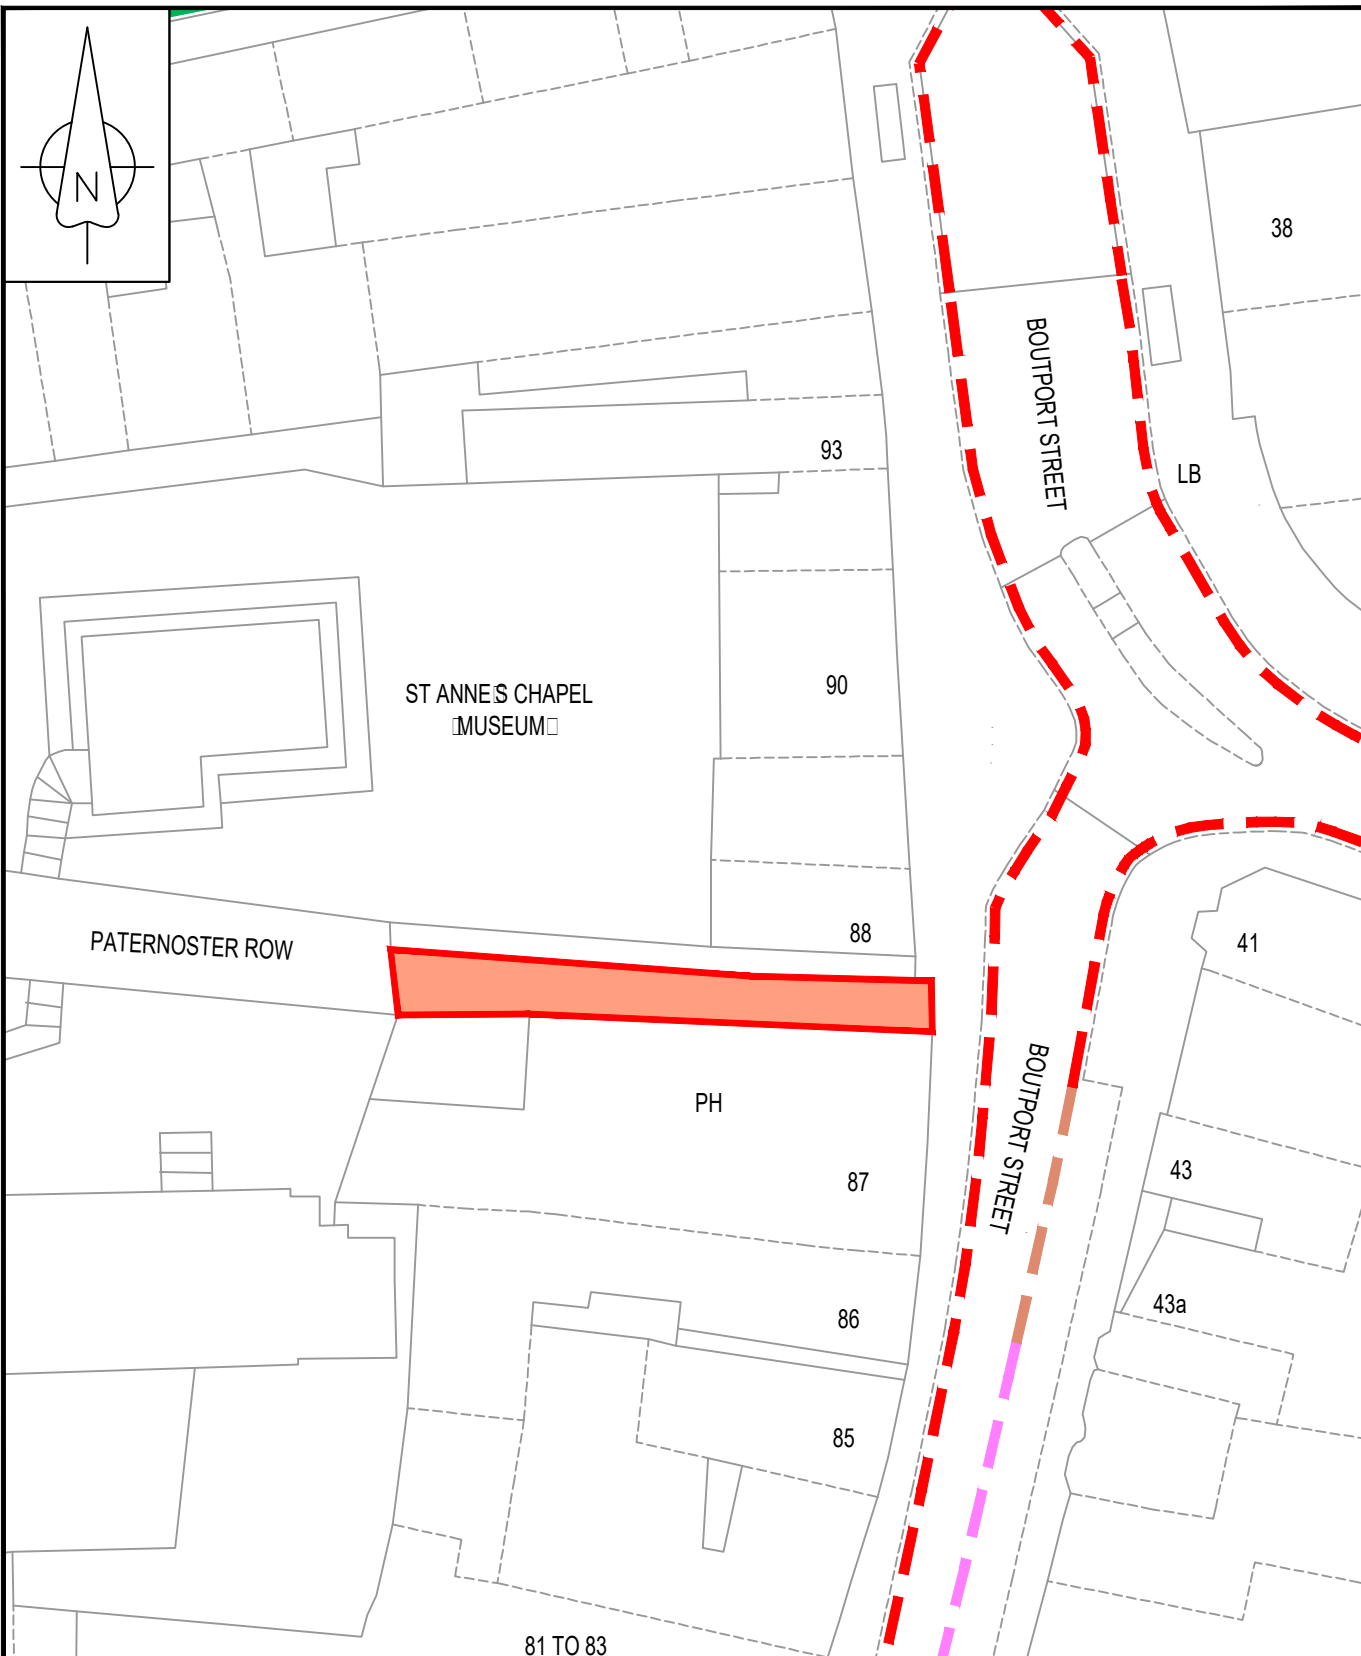 N
38
BOUTPORT STREET
93
LB
90
ST ANNE□S CHAPEL
□MUSEUM□
88
PATERNOSTER ROW
41
BOUTPORT STREET
PH
87
43
43a
86
85
81 TO 83